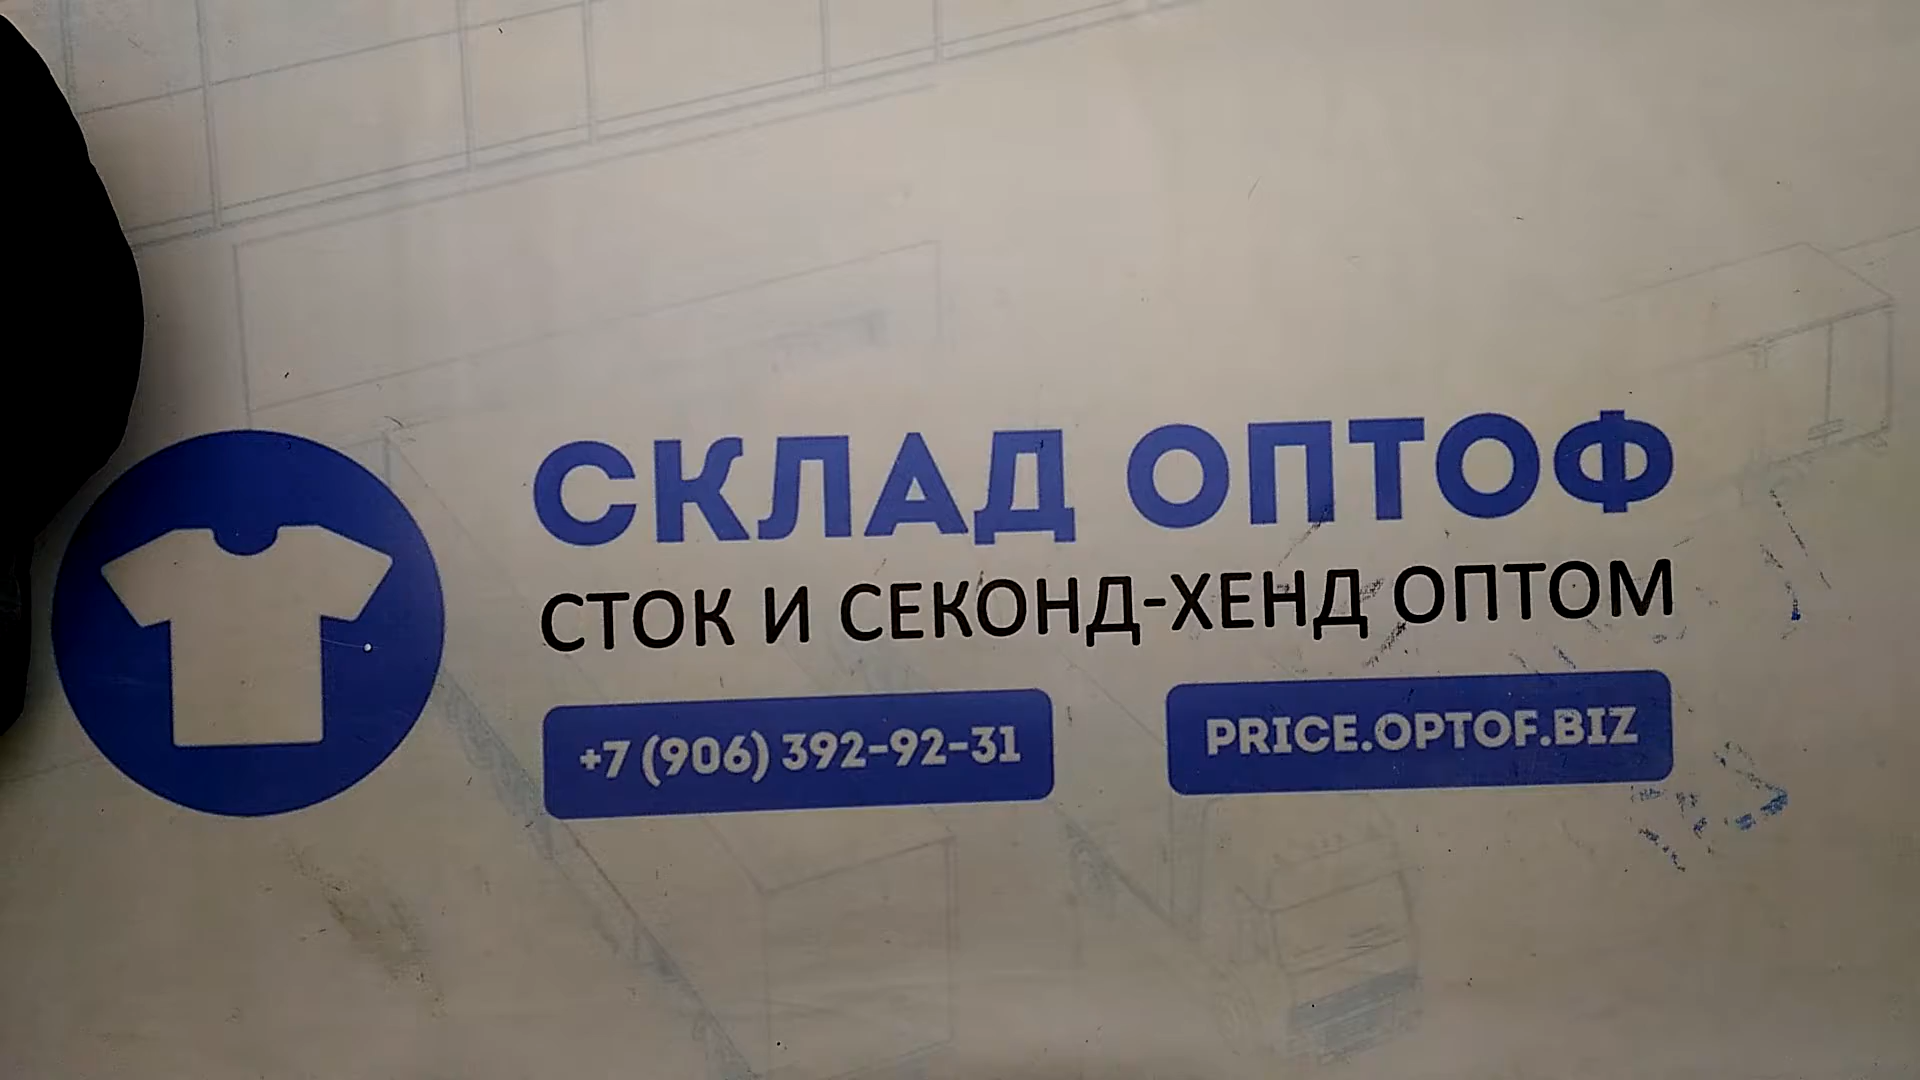 СКЛАД ОПТОФ
СТОК И СЕКОНД-ХЕНД ОПТОМ
+7 (906) 392-92-31
PRICE.OPTOF.BIZ